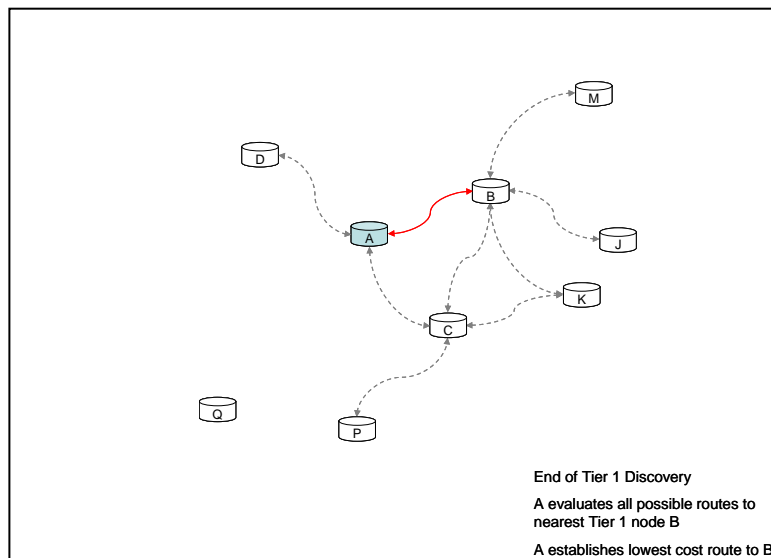 M
D
B
A
J
K
C
Q
P
End of Tier 1 Discovery
A evaluates all possible routes to
nearest Tier 1 node B
A establishes lowest cost route to B